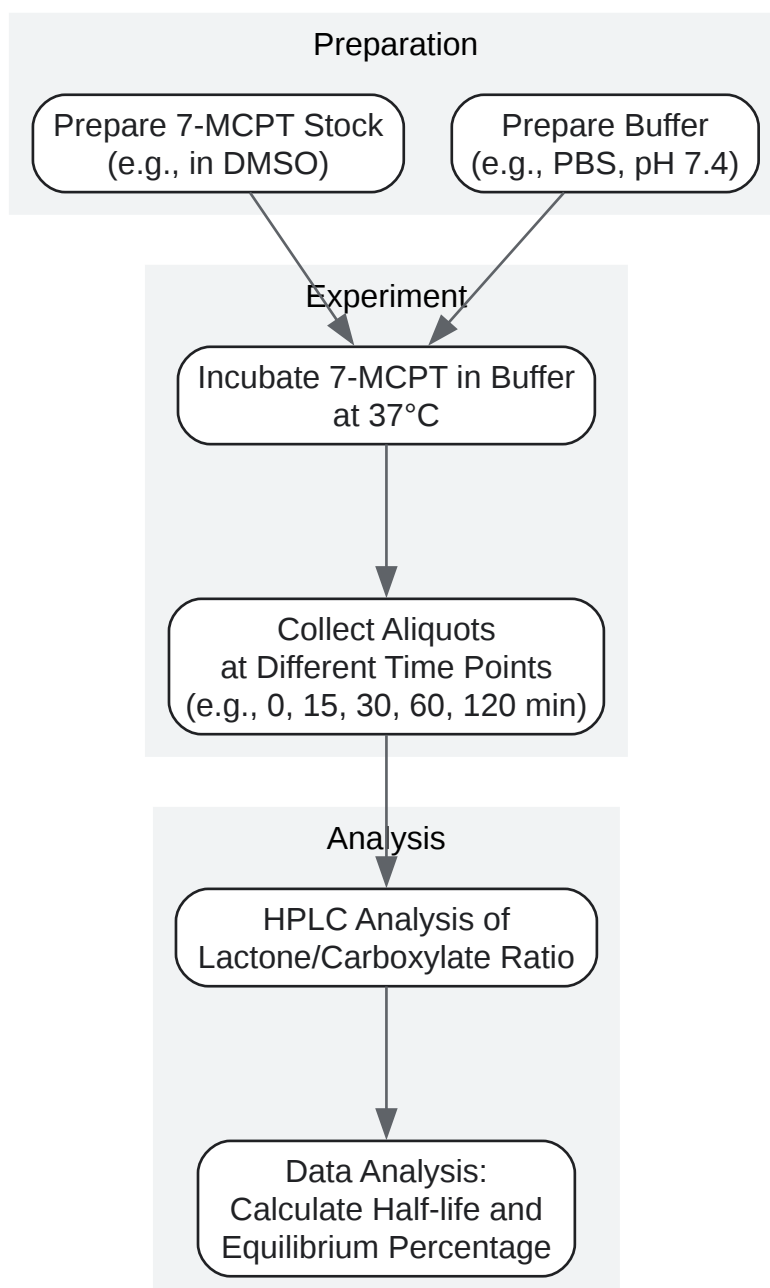 Preparation
Prepare 7-MCPT Stock
(e.g., in DMSO)
Prepare Buffer
(e.g., PBS, pH 7.4)
Experiment
Incubate 7-MCPT in Buffer
at 37°C
Collect Aliquots
at Different Time Points
(e.g., 0, 15, 30, 60, 120 min)
Analysis
HPLC Analysis of
Lactone/Carboxylate Ratio
Data Analysis:
Calculate Half-life and
Equilibrium Percentage